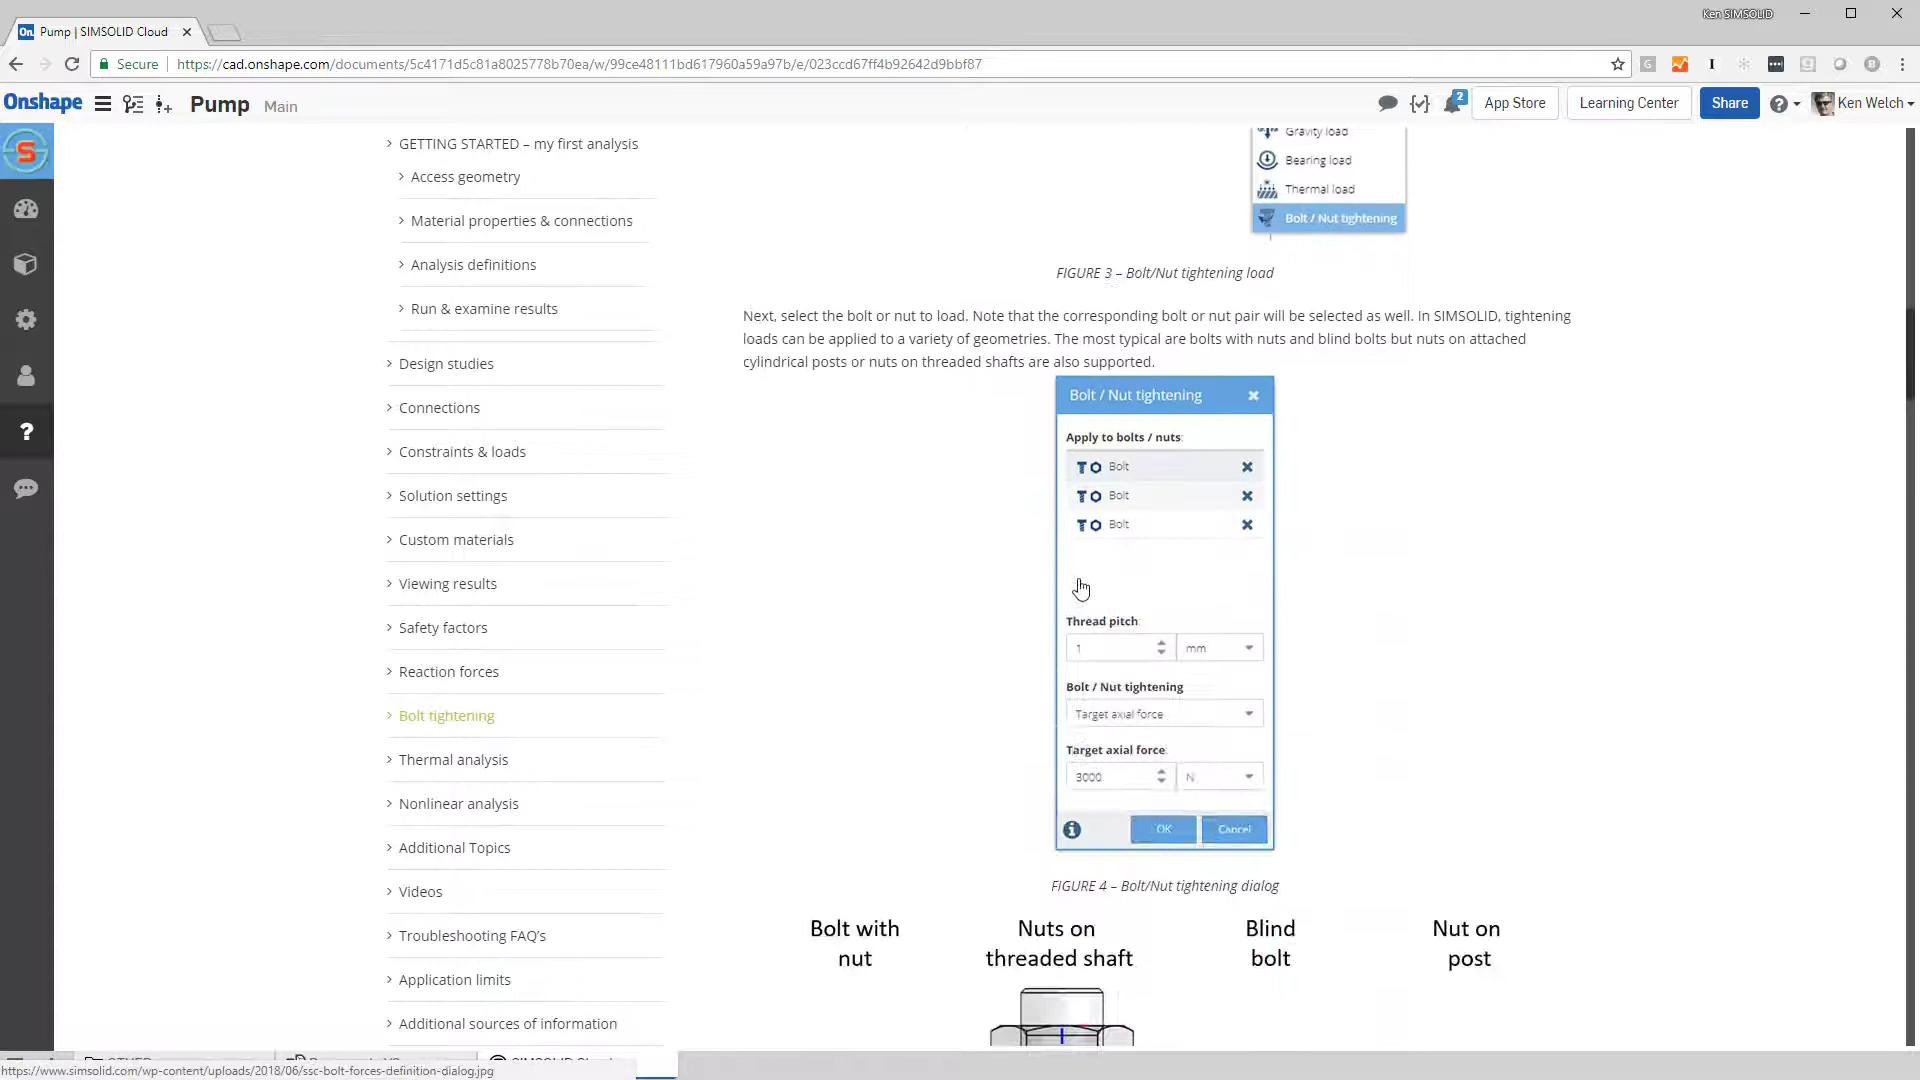 Ken SIMSOLID
On Pump | SIMSOLID Cloud
Secure https://cad.onshape.com/documents/5c4171d5c81a8025778b70ea/w/99ce48111bd617960a59a97b/e/023ccd67ff4b92642d9bbf87
Onshape Pump Main 2 App Store Learning Center Share Ken Welch
S
GETTING STARTED – my first analysis
Access geometry
Material properties & connections
Analysis definitions
Run & examine results
Design studies
Connections
Constraints & loads
Solution settings
Custom materials
Viewing results
Safety factors
Reaction forces
Bolt tightening
Thermal analysis
Nonlinear analysis
Additional Topics
Videos
Troubleshooting FAQ's
Application limits
Additional sources of information
Gravity load
Bearing load
Thermal load
Bolt / Nut tightening
FIGURE 3 – Bolt/Nut tightening load
Next, select the bolt or nut to load. Note that the corresponding bolt or nut pair will be selected as well. In SIMSOLID, tightening
loads can be applied to a variety of geometries. The most typical are bolts with nuts and blind bolts but nuts on attached
cylindrical posts or nuts on threaded shafts are also supported.
Bolt / Nut tightening
Apply to bolts / nuts:
Bolt
Bolt
Bolt
Thread pitch:
1 mm
Bolt / Nut tightening
Target axial force
Target axial force:
3000 N
OK Cancel
FIGURE 4 – Bolt/Nut tightening dialog
Bolt with nut
Nuts on threaded shaft
Blind bolt
Nut on post
https://www.simsolid.com/wp-content/uploads/2018/06/ssc-bolt-forces-definition-dialog.jpg